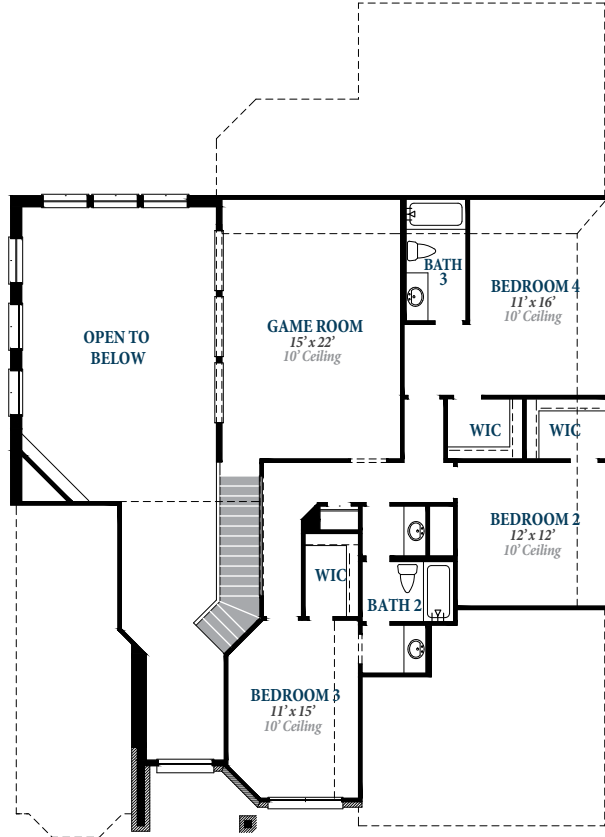 BATH
3
BEDROOM 4
11' x 16'
10' Ceiling
OPEN TO
BELOW
GAME ROOM
15' x 22'
10' Ceiling
WIC
WIC
BEDROOM 2
12' x 12'
10' Ceiling
WIC
BATH 2
BEDROOM 3
11' x 15'
10' Ceiling